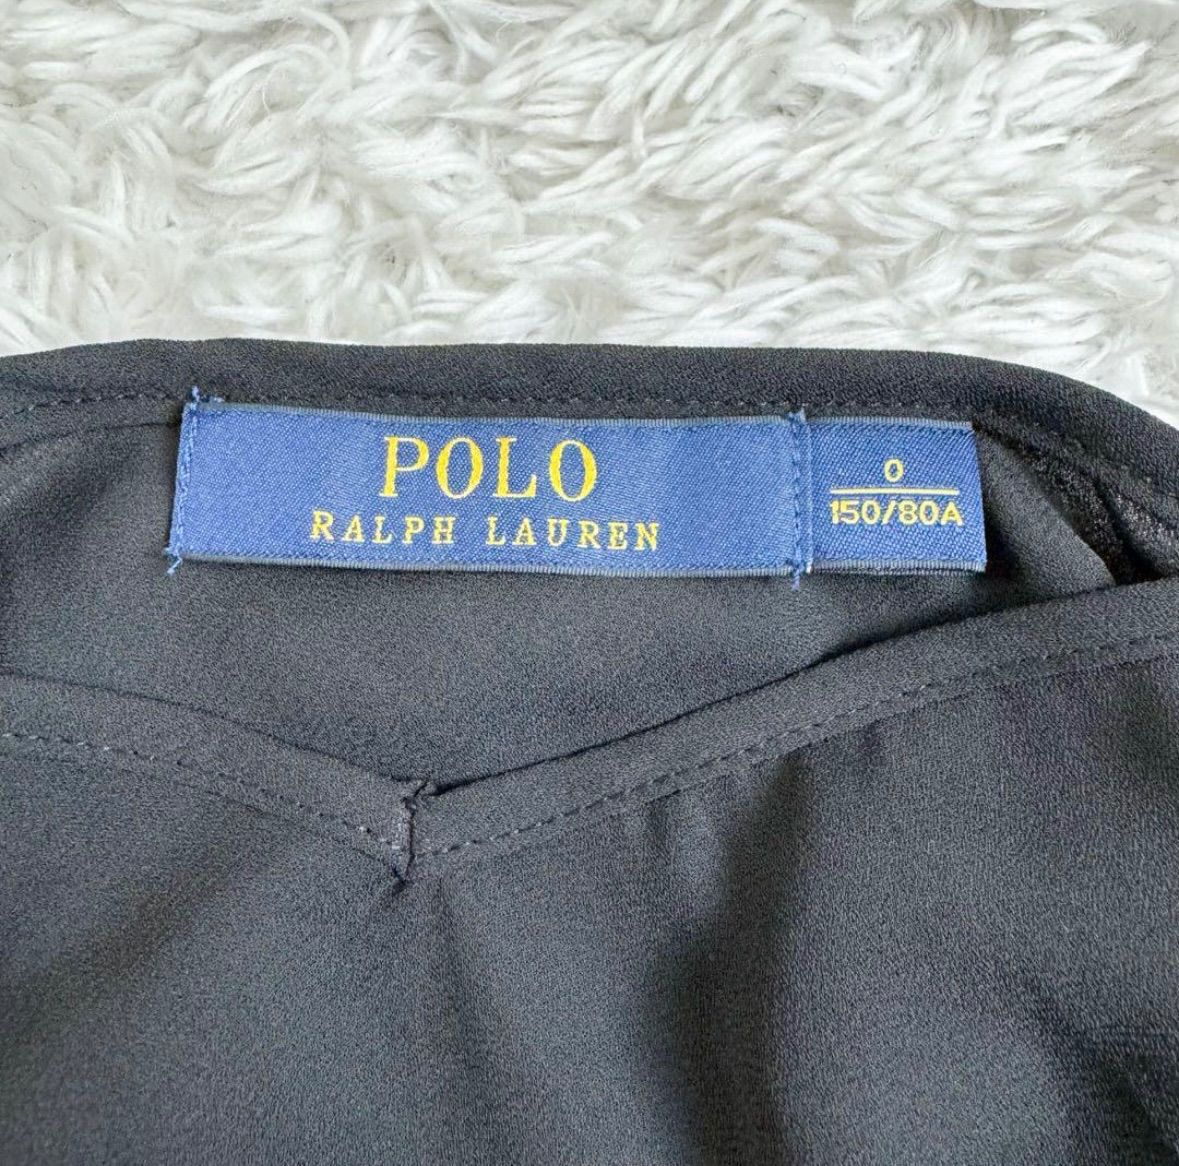 POLO
RALPH LAUREN
0
150/80A